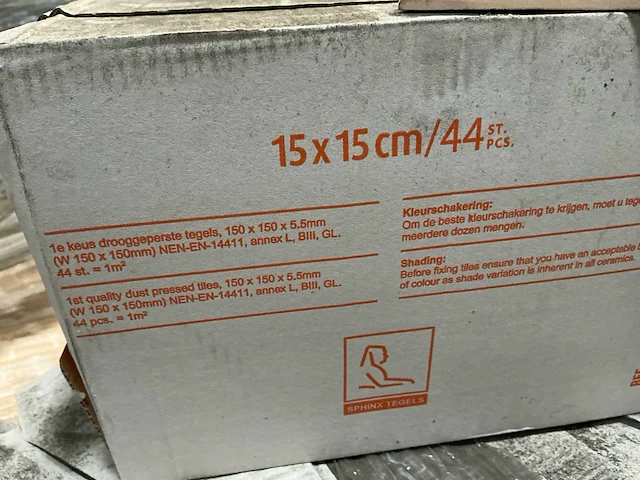 15 x 15 cm/44 ST. PCS.
1e keus drooggeperste tegels, 150 x 150 x 5.5mm
(W 150 x 150mm) NEN-EN-14411, annex L, BIII, GL.
44 st. = 1m²
1st quality dust pressed tiles, 150 x 150 x 5.5mm
(W 150 x 150mm) NEN-EN-14411, annex L, BIII, GL.
44 pcs. = 1m²
Kleurschakering:
Om de beste kleurschakering te krijgen, moet u
meerdere dozen mengen.
Shading:
Before fixing tiles ensure that you have an acceptable
of colour as shade variation is inherent in all ceramics.
SPHINX TEGELS